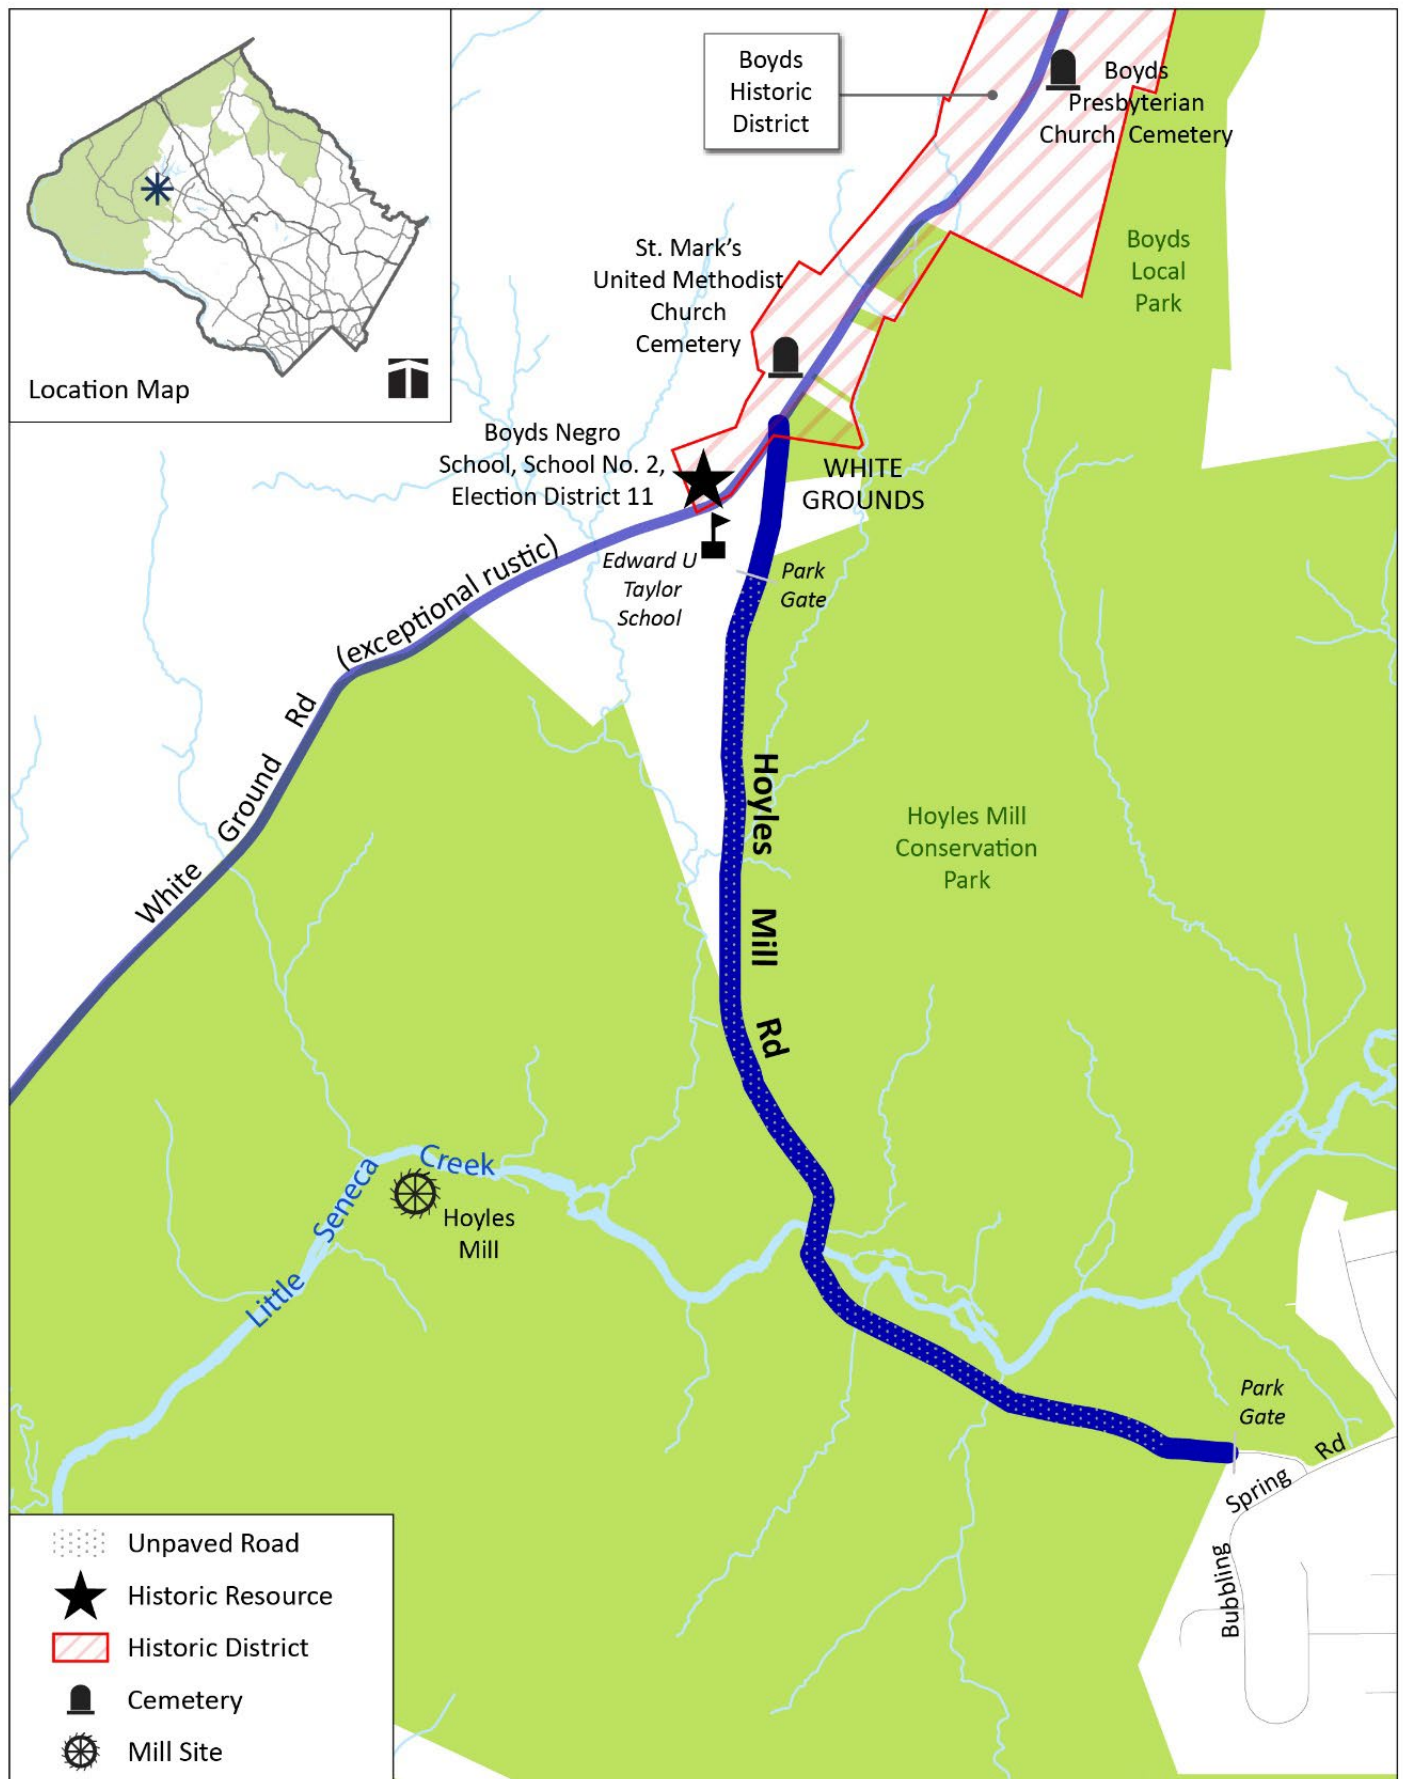 Location Map
Boyds
Historic
District
Boyds
Presbyterian
Church Cemetery
St. Mark’s
United Methodist
Church
Cemetery
Boyds
Local
Park
Boyds Negro
School, School No. 2,
Election District 11
WHITE
GROUNDS
Edward U
Taylor
School
Park
Gate
White Ground Rd (exceptional rustic)
Hoyles Mill Rd
Hoyles Mill
Conservation
Park
Little Seneca Creek
Hoyles
Mill
Park
Gate
Bubbling Spring Rd
Unpaved Road
Historic Resource
Historic District
Cemetery
Mill Site